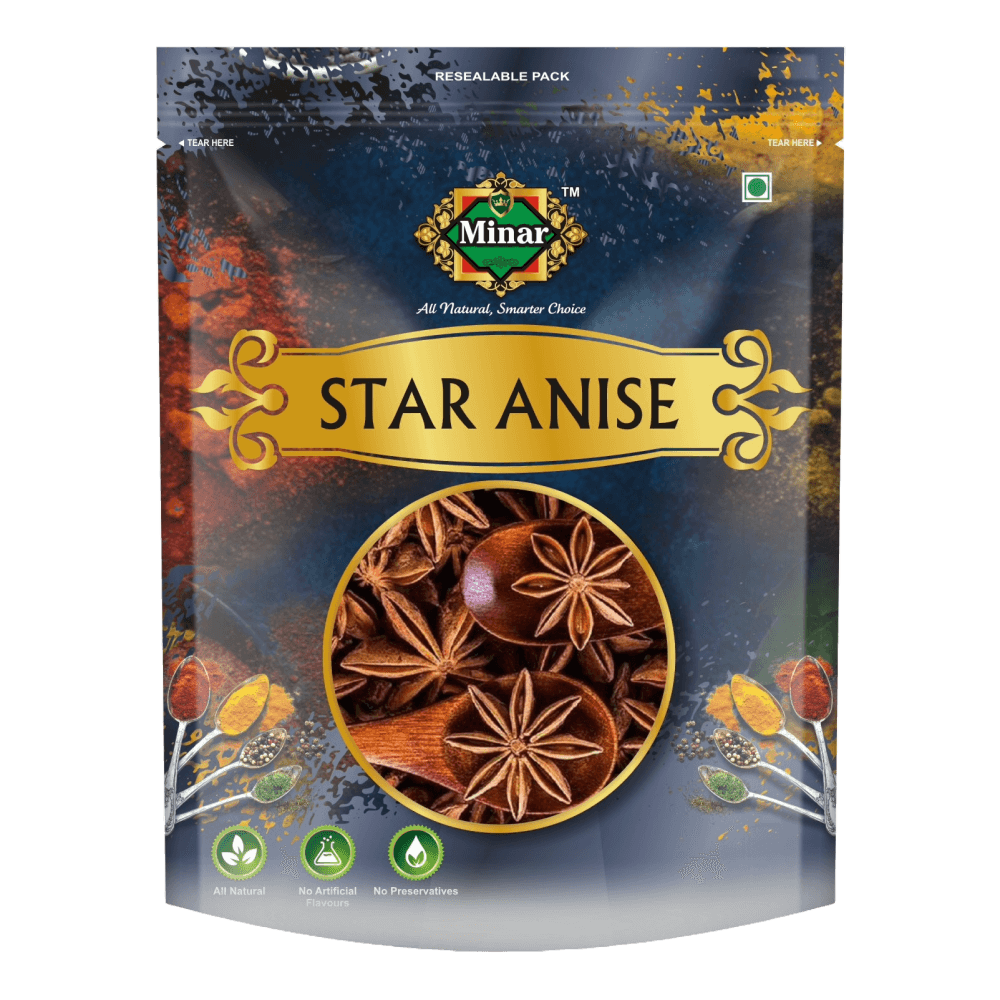 RESEALABLE PACK
TEAR HERE
TEAR HERE
Minar
TM
All Natural, Smarter Choice
STAR ANISE
All Natural
No Artificial
Flavours
No Preservatives